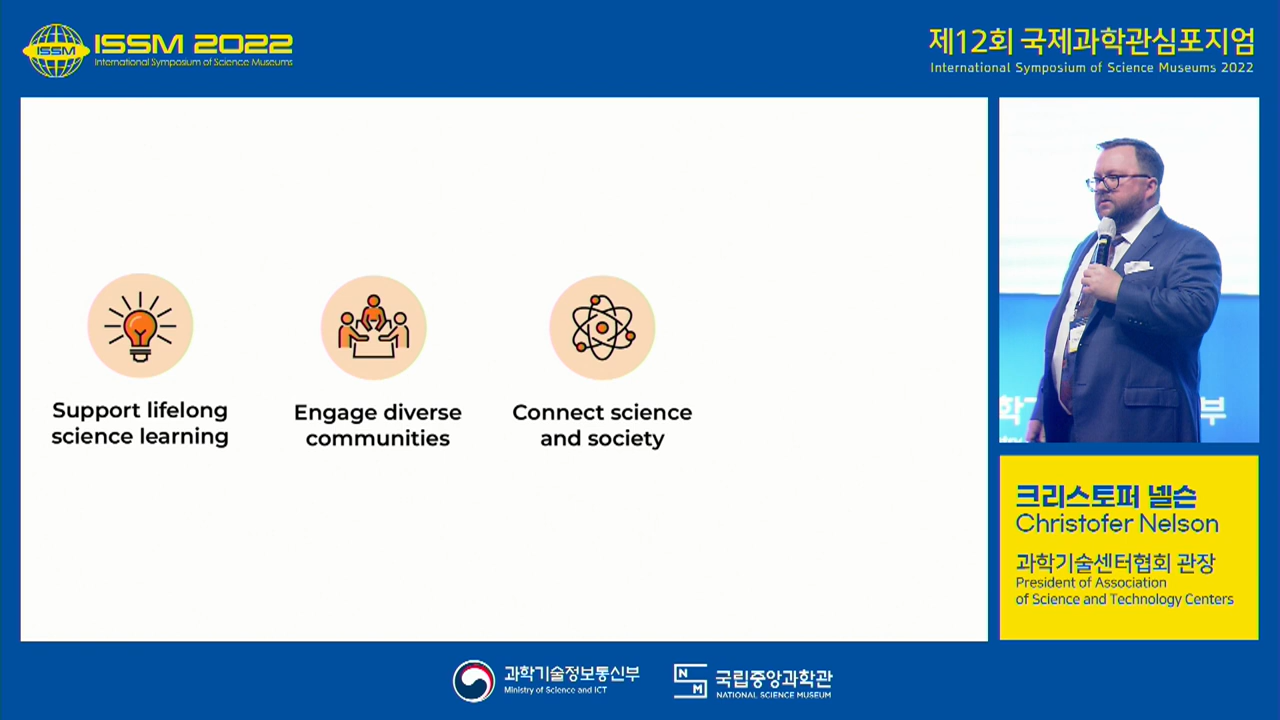 ISSM
ISSM 2022
International Symposium of Science Museums
제12회 국제과학관심포지엄
International Symposium of Science Museums 2022
Support lifelong
science learning
Engage diverse
communities
Connect science
and society
부
크리스토퍼 넬슨
Christofer Nelson
과학기술센터협회 관장
President of Association
of Science and Technology Centers
과학기술정보통신부
Ministry of Science and ICT
NSM
국립중앙과학관
NATIONAL SCIENCE MUSEUM